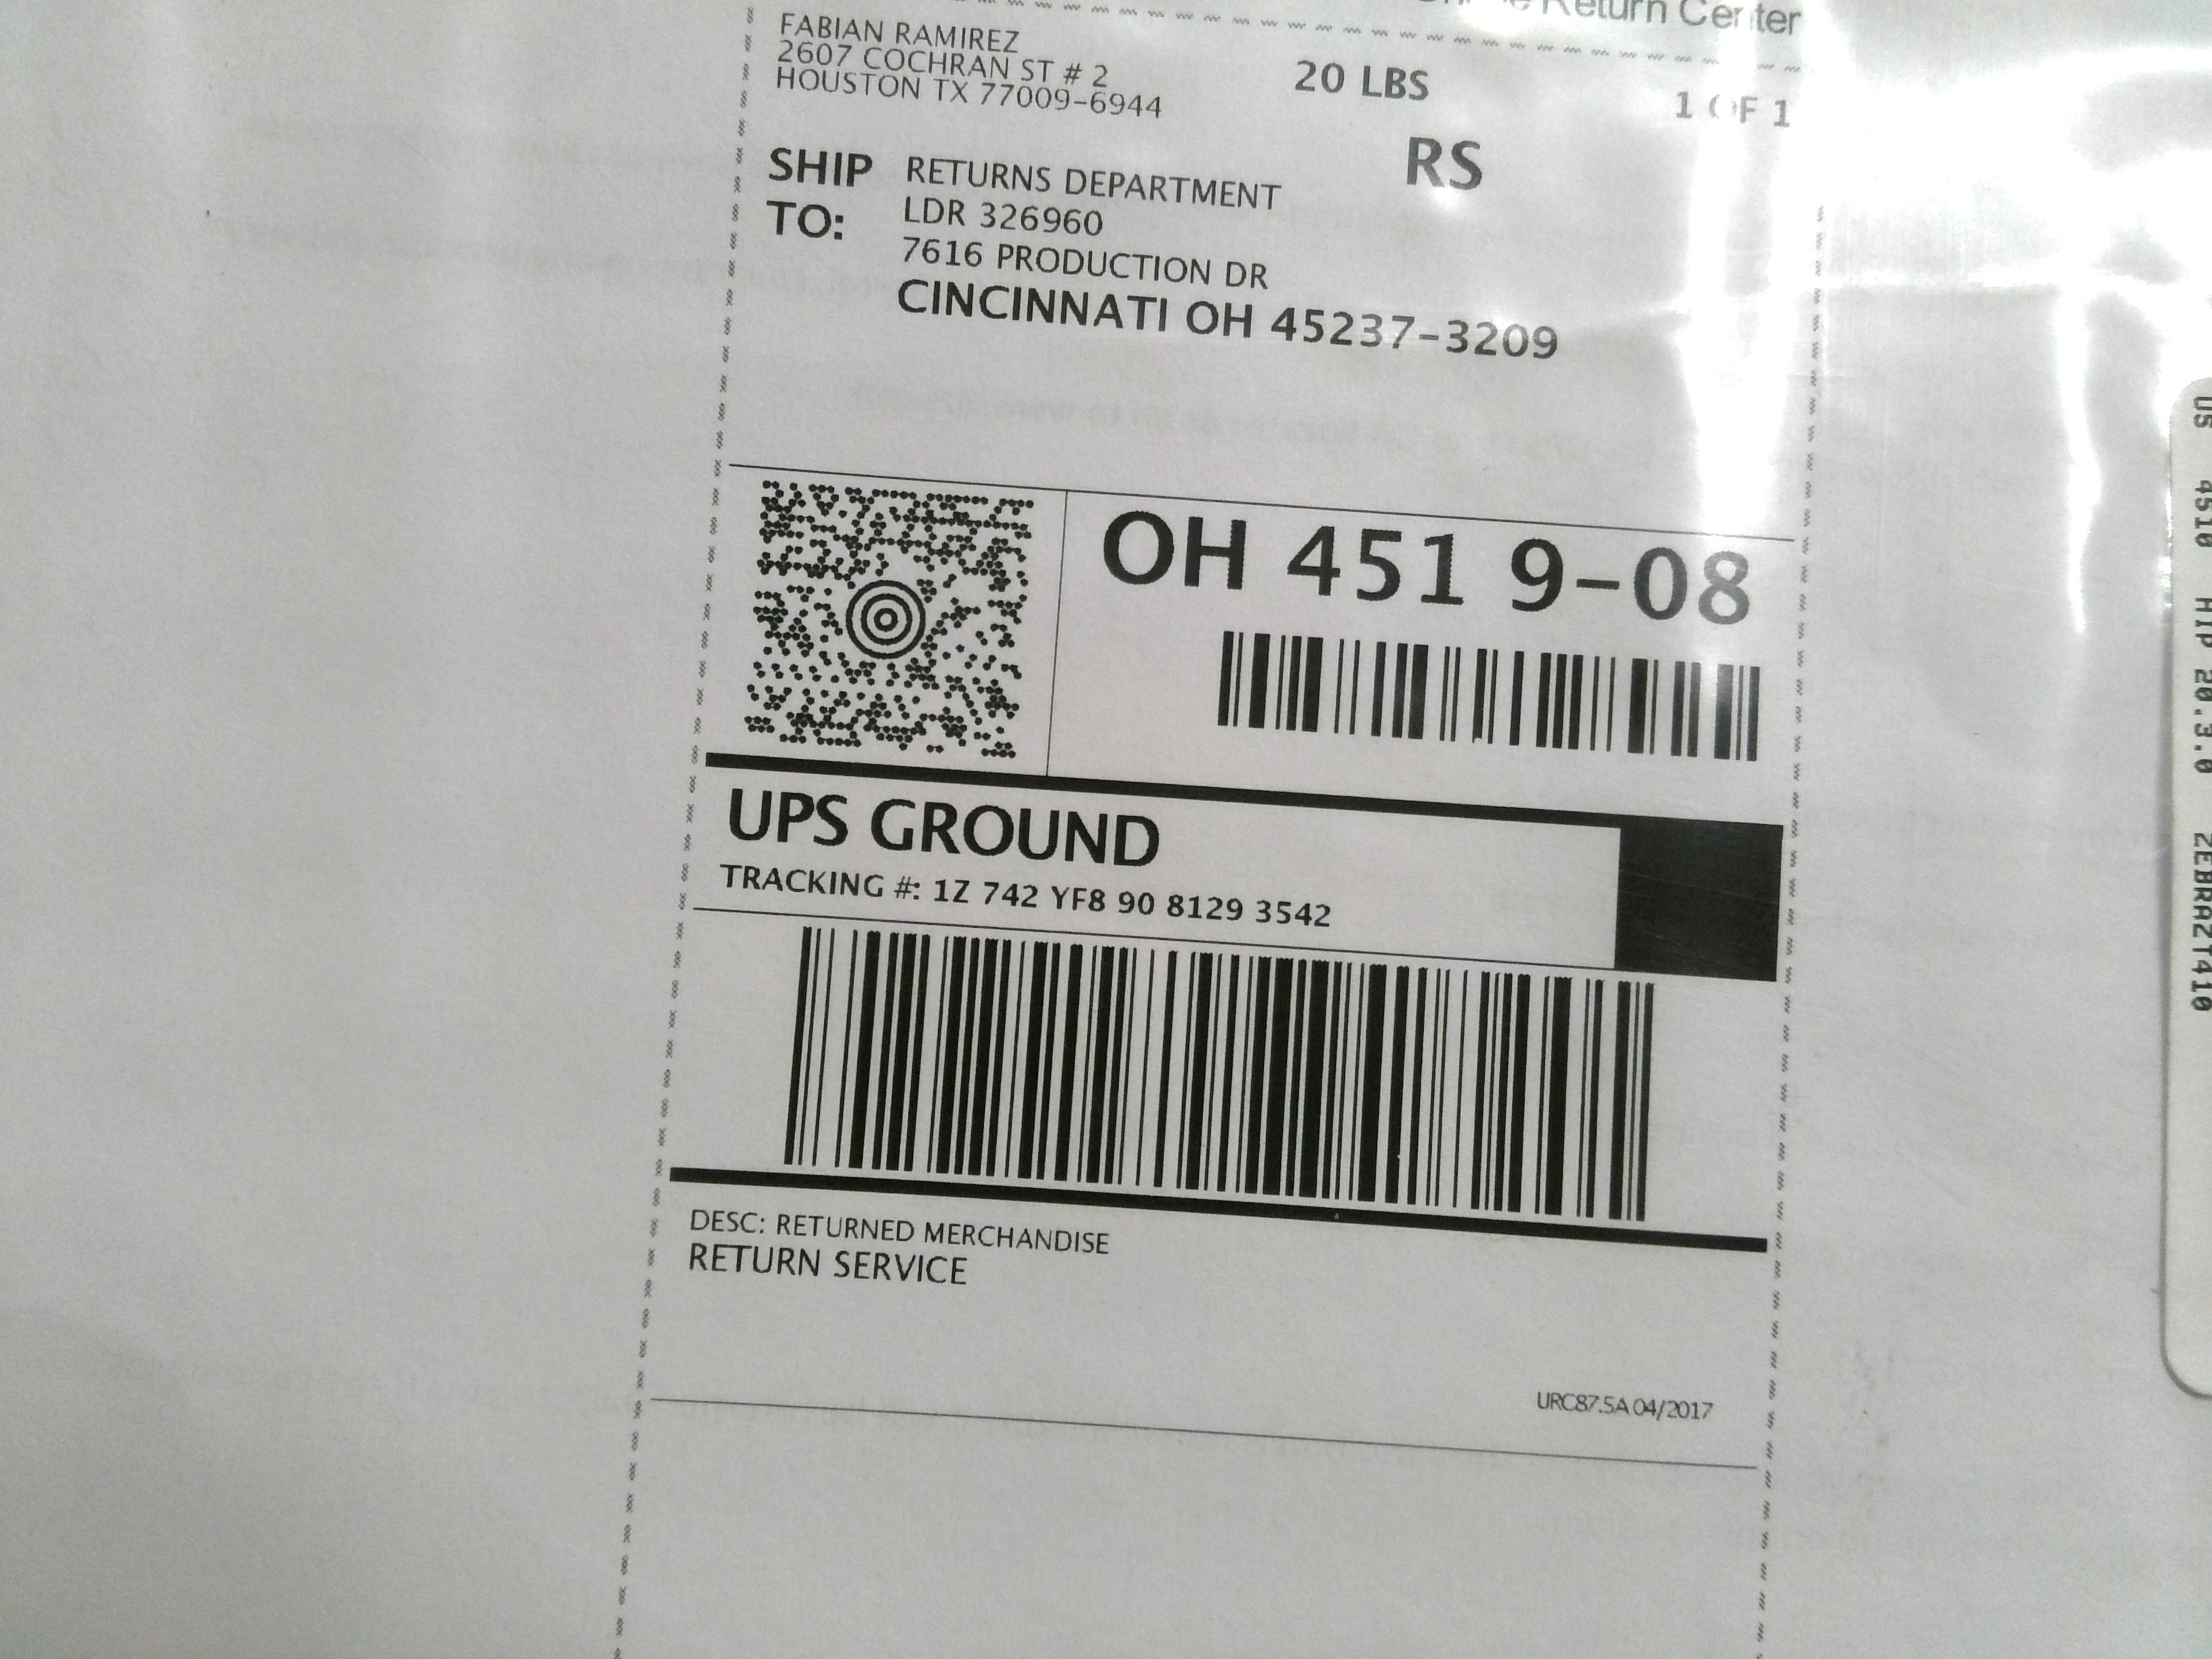 Return Center
FABIAN RAMIREZ
2607 COCHRAN ST # 2
HOUSTON TX 77009-6944
20 LBS
1 OF 1
RS
SHIP TO:
RETURNS DEPARTMENT
LDR 326960
7616 PRODUCTION DR
CINCINNATI OH 45237-3209
OH 451 9-08
UPS GROUND
TRACKING #: 1Z 742 YF8 90 8129 3542
DESC: RETURNED MERCHANDISE
RETURN SERVICE
URC87.5A 04/2017
US 4510 HIP 20.3.0 ZEBRAZT410